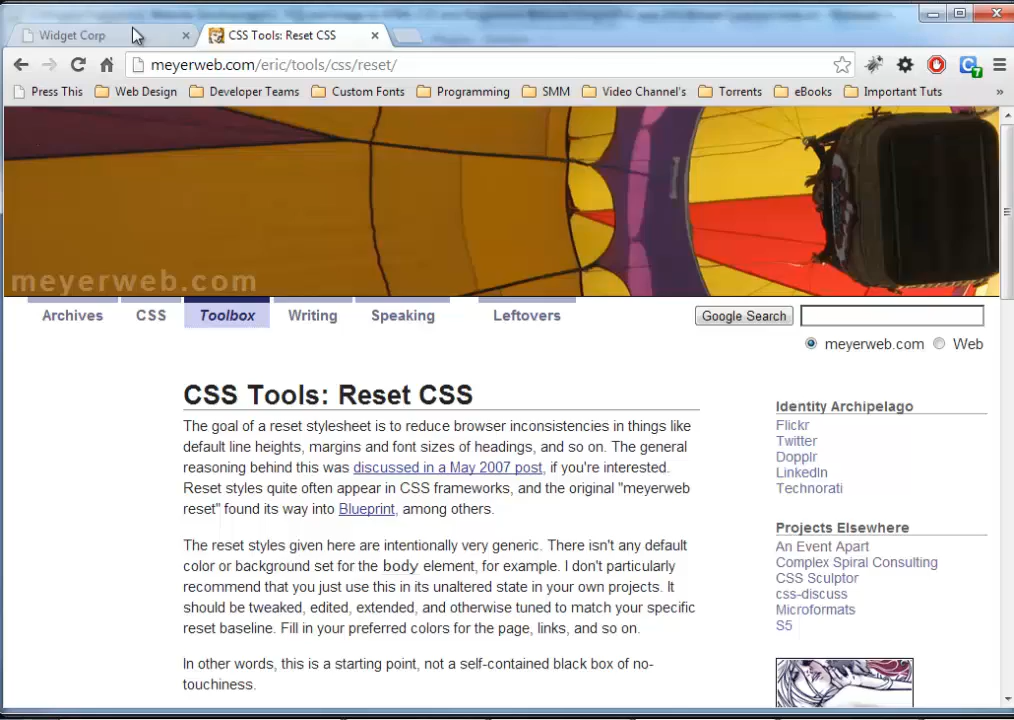 Widget Corp
CSS Tools: Reset CSS
meyerweb.com/eric/tools/css/reset/
Press This
Web Design
Developer Teams
Custom Fonts
Programming
SMM
Video Channel's
Torrents
eBooks
Important Tuts
»
7
meyerweb.com
Archives
CSS
Toolbox
Writing
Speaking
Leftovers
Google Search
meyerweb.com
Web
CSS Tools: Reset CSS
The goal of a reset stylesheet is to reduce browser inconsistencies in things like
default line heights, margins and font sizes of headings, and so on. The general
reasoning behind this was discussed in a May 2007 post, if you're interested.
Reset styles quite often appear in CSS frameworks, and the original "meyerweb
reset" found its way into Blueprint, among others.
The reset styles given here are intentionally very generic. There isn't any default
color or background set for the body element, for example. I don't particularly
recommend that you just use this in its unaltered state in your own projects. It
should be tweaked, edited, extended, and otherwise tuned to match your specific
reset baseline. Fill in your preferred colors for the page, links, and so on.
In other words, this is a starting point, not a self-contained black box of no-
touchiness.
Identity Archipelago
Flickr
Twitter
Dopplr
LinkedIn
Technorati
Projects Elsewhere
An Event Apart
Complex Spiral Consulting
CSS Sculptor
css-discuss
Microformats
S5